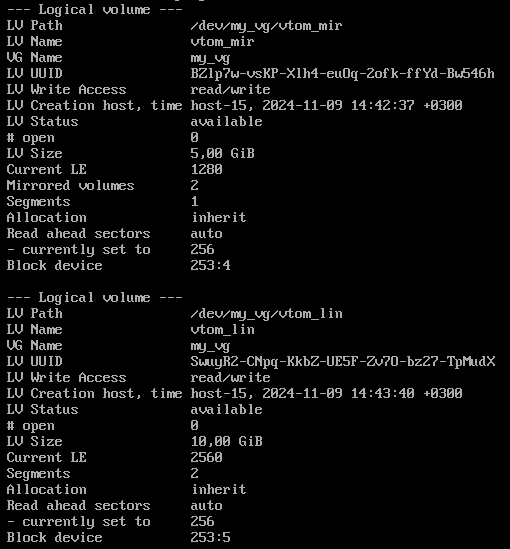 --- Logical volume ---
LV Path                /dev/my_vg/vtom_mir
LV Name                vtom_mir
VG Name                my_vg
LV UUID                BZlp7w-vsKP-Xlh4-euOq-2ofk-ffYd-Bw546h
LV Write Access        read/write
LV Creation host, time host-15, 2024-11-09 14:42:37 +0300
LV Status              available
# open                 0
LV Size                5,00 GiB
Current LE             1280
Mirrored volumes       2
Segments               1
Allocation             inherit
Read ahead sectors     auto
- currently set to     256
Block device           253:4

--- Logical volume ---
LV Path                /dev/my_vg/vtom_lin
LV Name                vtom_lin
VG Name                my_vg
LV UUID                SwuyR2-CNpq-KkbZ-UE5F-Zv7O-bz27-TpMudX
LV Write Access        read/write
LV Creation host, time host-15, 2024-11-09 14:43:40 +0300
LV Status              available
# open                 0
LV Size                10,00 GiB
Current LE             2560
Segments               2
Allocation             inherit
Read ahead sectors     auto
- currently set to     256
Block device           253:5